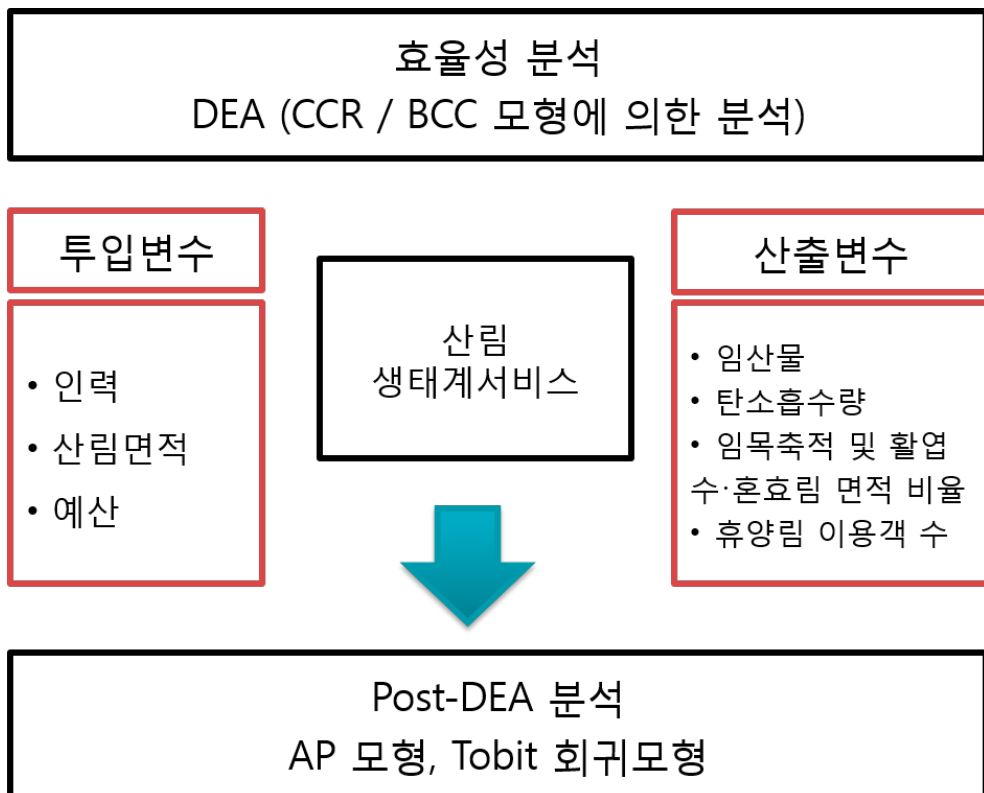 효율성 분석
DEA (CCR / BCC 모형에 의한 분석)
투입변수
• 인력
• 산림면적
• 예산
산림
생태계서비스
산출변수
• 임산물
• 탄소흡수량
• 임목축적 및 활엽
수·혼효림 면적 비율
• 휴양림 이용객 수
Post-DEA 분석
AP 모형, Tobit 회귀모형